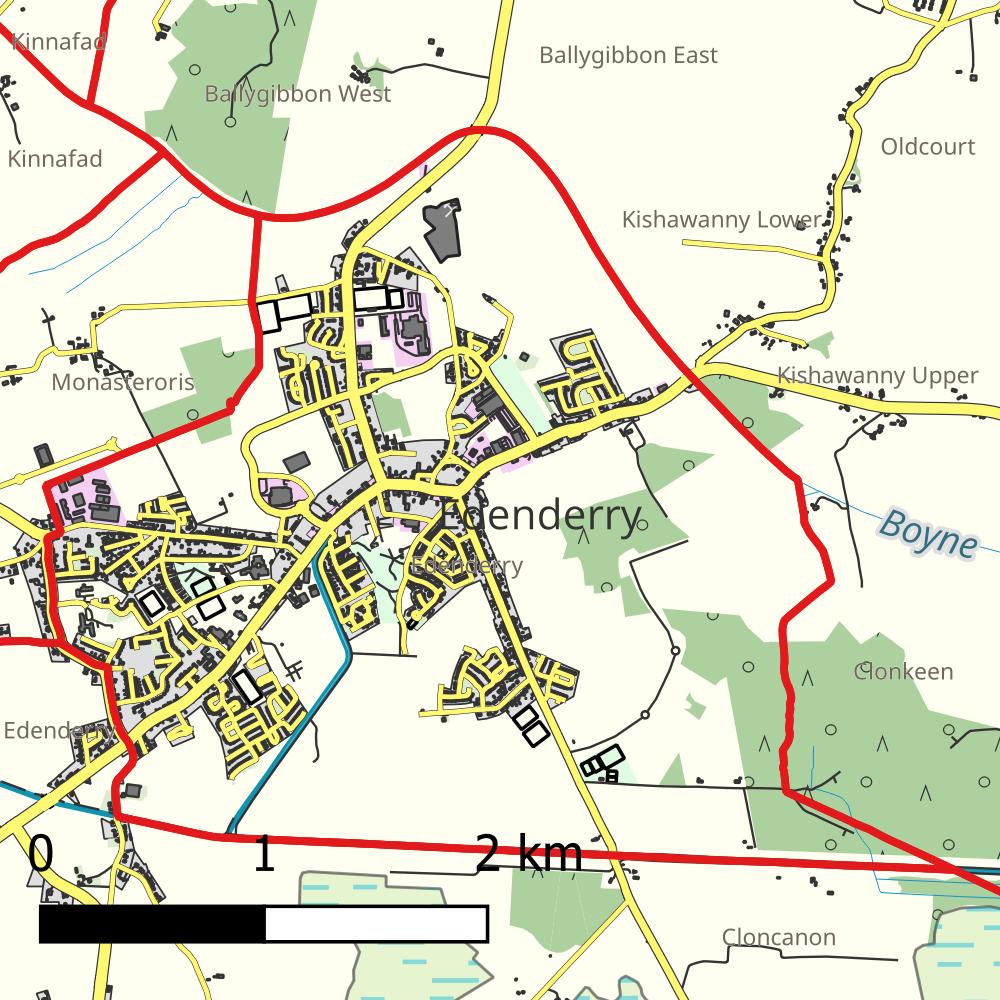 Kinnafad
Ballygibbon East
Ballygibbon West
Kinnafad
Oldcourt
Kishawanny Lower
Monasteroris
Kishawanny Upper
Edenderry
Boyne
Edenderry
Clonkeen
Edenderry
0 1 2 km
Cloncanon